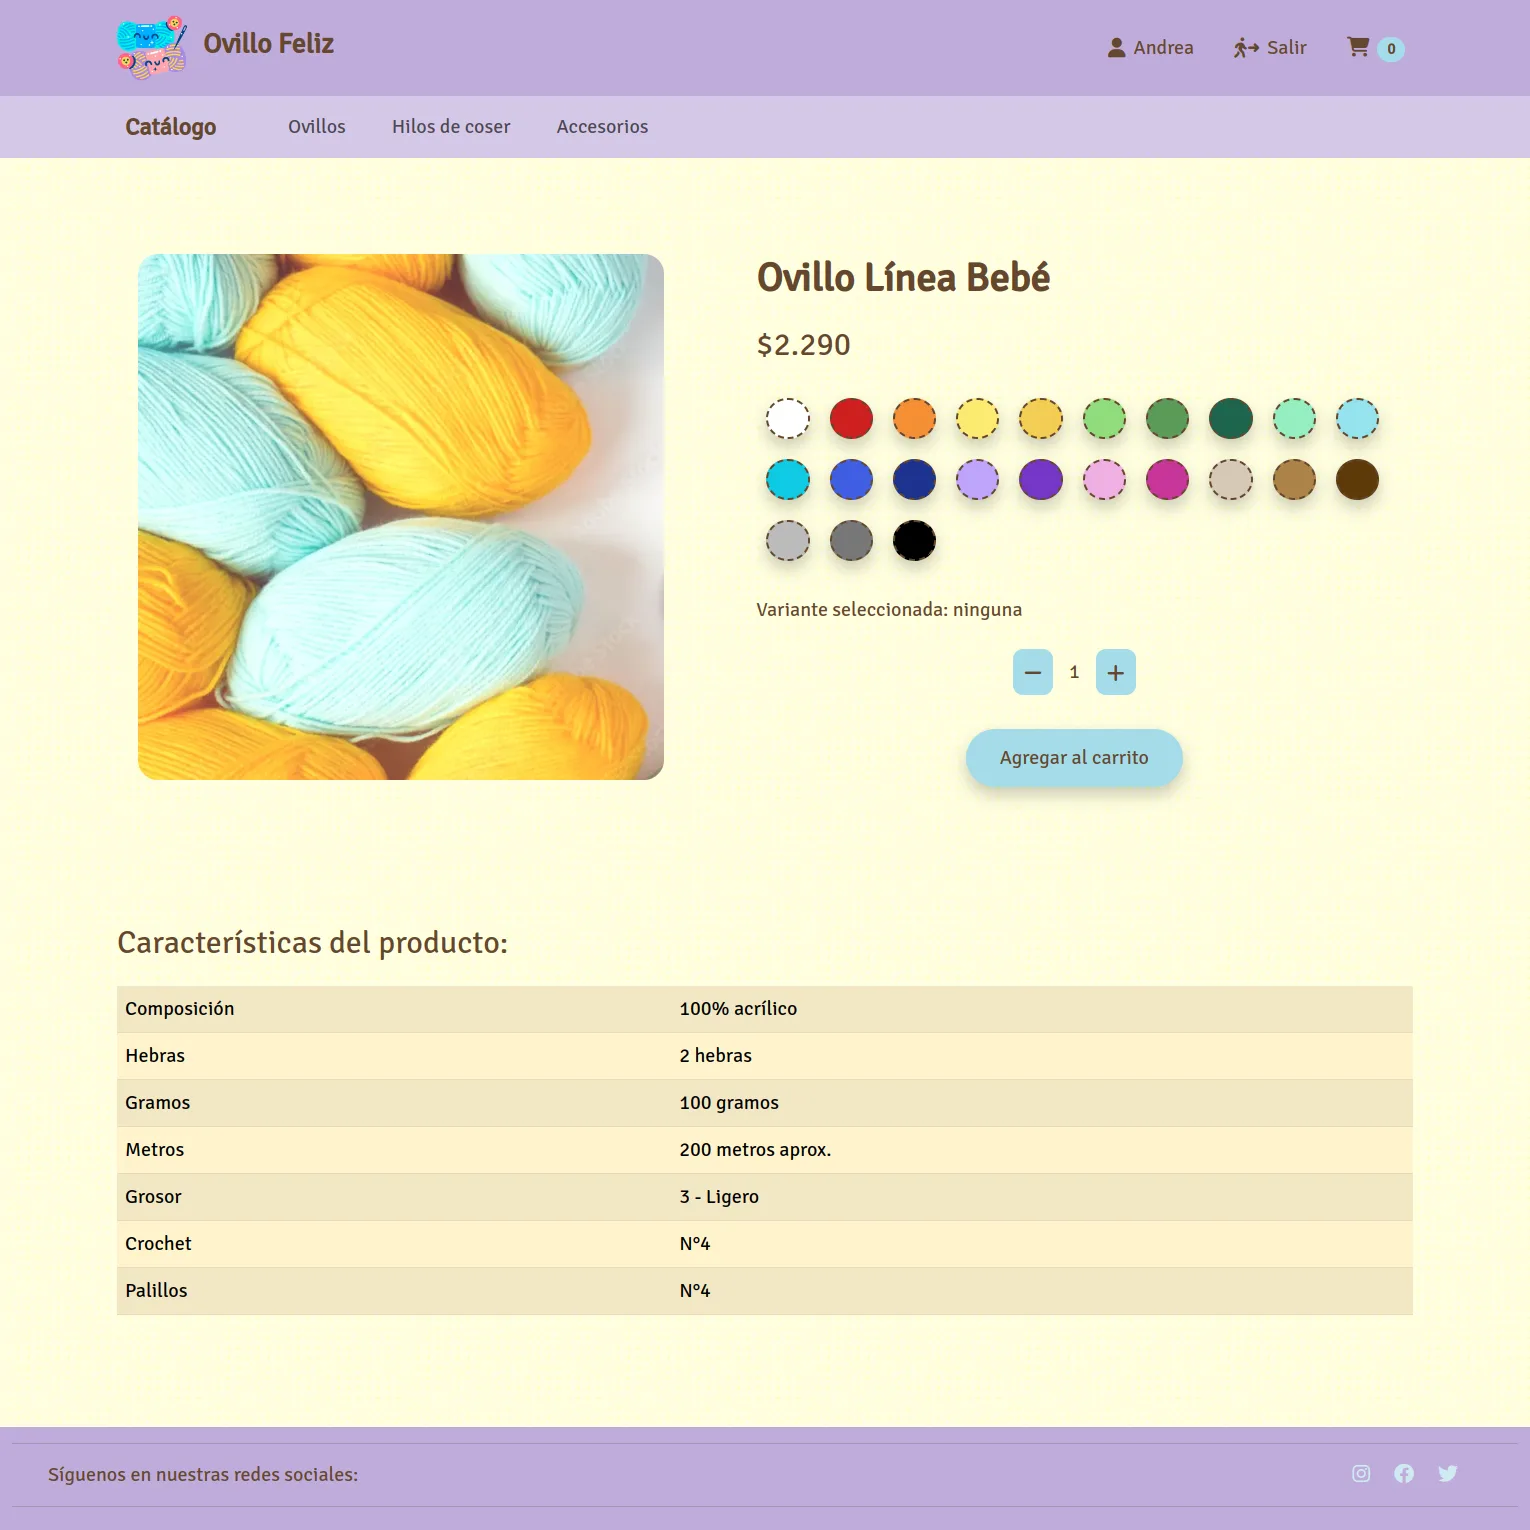 Ovillo Feliz
Andrea
Salir
0
Catálogo
Ovillos
Hilos de coser
Accesorios
Ovillo Línea Bebé
$2.290
Variante seleccionada: ninguna
1
Agregar al carrito
Características del producto:
Composición 100% acrílico
Hebras 2 hebras
Gramos 100 gramos
Metros 200 metros aprox.
Grosor 3 - Ligero
Crochet N°4
Palillos N°4
Síguenos en nuestras redes sociales: